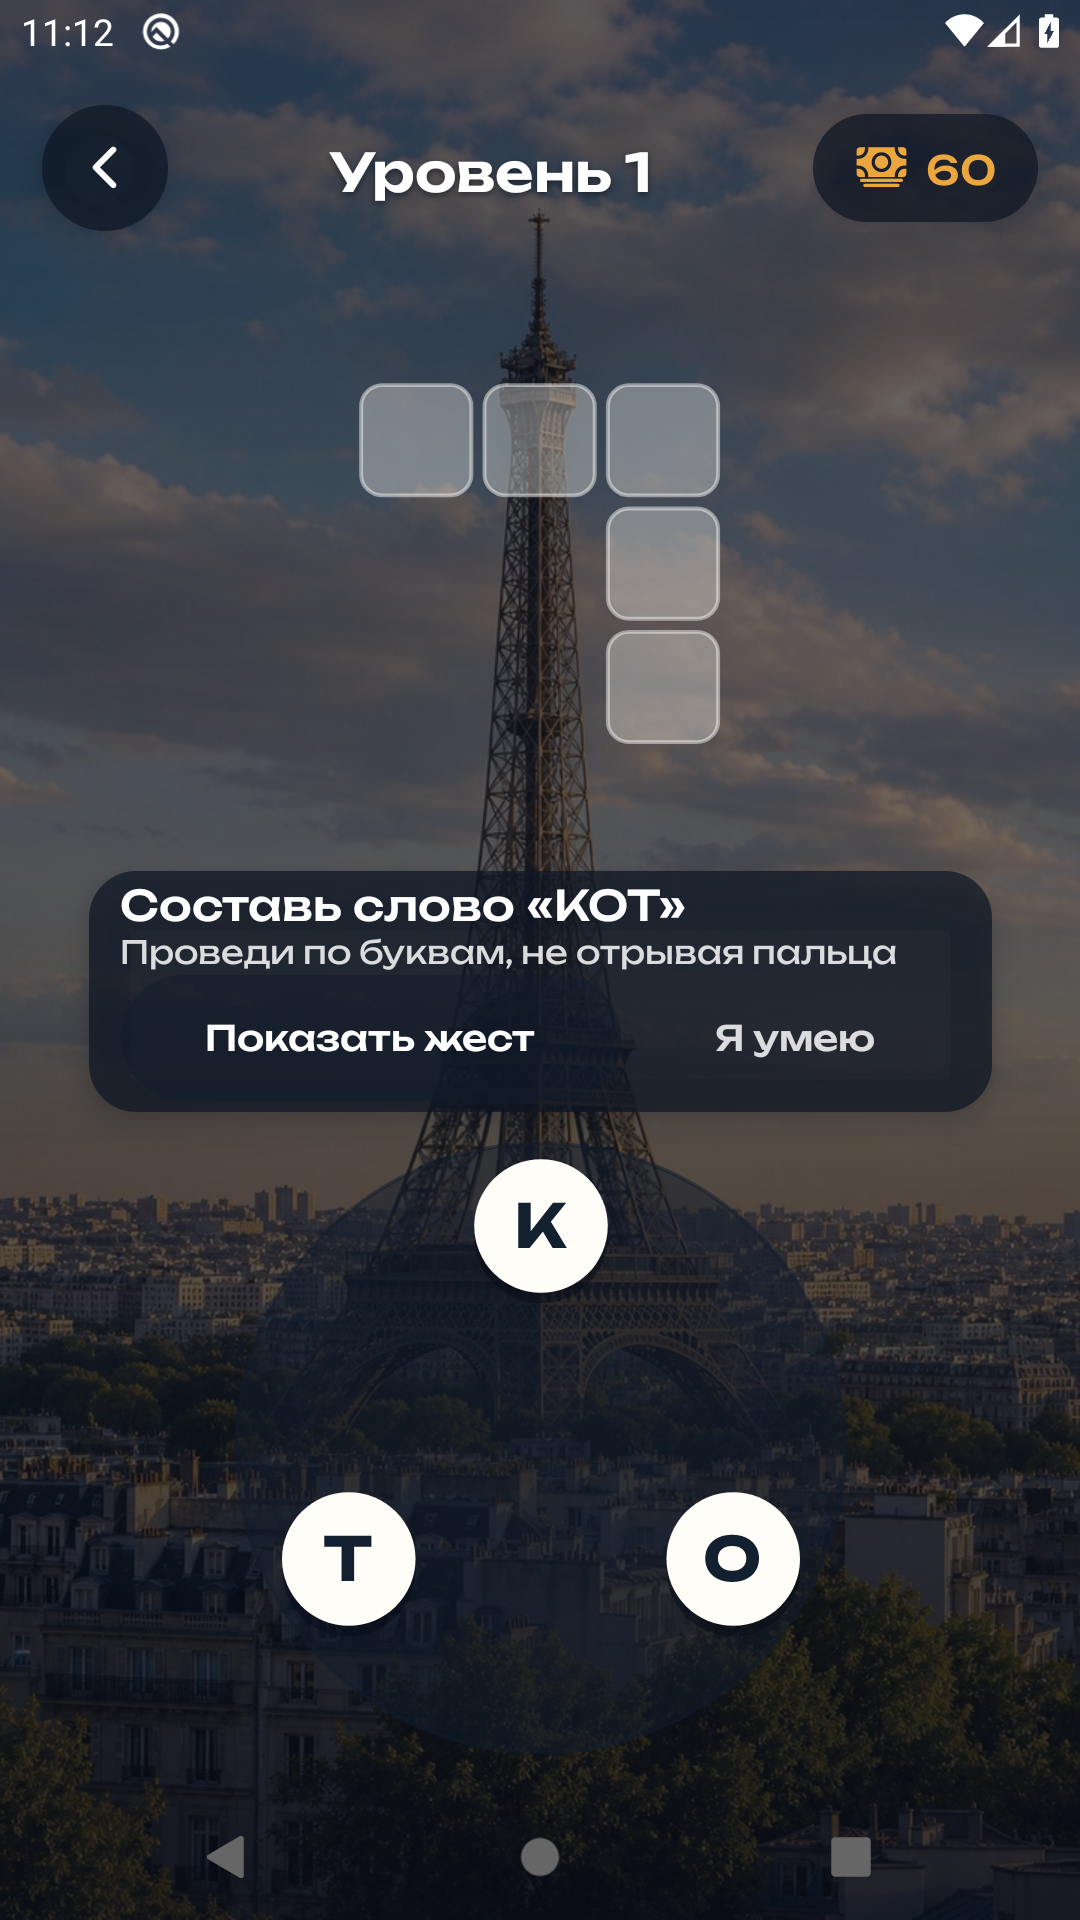 11:12
Уровень 1
60
Составь слово «КОТ»
Проведи по буквам, не отрывая пальца
Показать жест
Я умею
К
Т
О